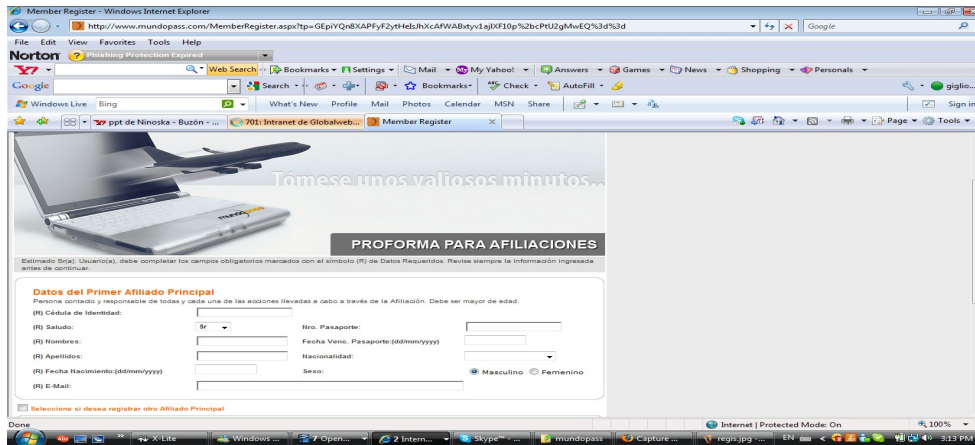 Member Register - Windows Internet Explorer
http://www.mundopass.com/MemberRegister.aspx?tp=GEpiYQn8XAPFyF2ytHeIsJhXcAfWABxtyv1ajlXF10p%2bcPtU2gMwEQ%3d%3d
Google
File Edit View Favorites Tools Help
Norton Phishing Protection Expired
Y7 Web Search Bookmarks Settings Mail My Yahoo! Answers Games News Shopping Personals
Google Search Bookmarks Check AutoFill giglio...
Windows Live Bing What's New Profile Mail Photos Calendar MSN Share Sign in
ppt de Ninoska - Buzón - ... 701: Intranet de Globalweb... Member Register Page Tools
Tómese unos valiosos minutos..
mundo
PROFORMA PARA AFILIACIONES
Estimado Sr(a). Usuario(a), debe completar los campos obligatorios marcados con el símbolo (R) de Datos Requeridos. Revise siempre la información ingresada
antes de continuar.
Datos del Primer Afiliado Principal
Persona contacto y responsable de todas y cada una de las acciones llevadas a cabo a través de la Afiliación. Debe ser mayor de edad.
(R) Cédula de Identidad:
(R) Saludo: Sr Nro. Pasaporte:
(R) Nombres: Fecha Venc. Pasaporte:(dd/mm/yyyy)
(R) Apellidos: Nacionalidad:
(R) Fecha Nacimiento:(dd/mm/yyyy) Sexo: Masculino Femenino
(R) E-Mail:
Seleccione si desea registrar otro Afiliado Principal
Done Internet | Protected Mode: On 100%
X-Lite Windows ... 7 Open... 2 Intern... Skype™ - ... mundopass Capture ... regis.jpg -... EN 3:13 PM